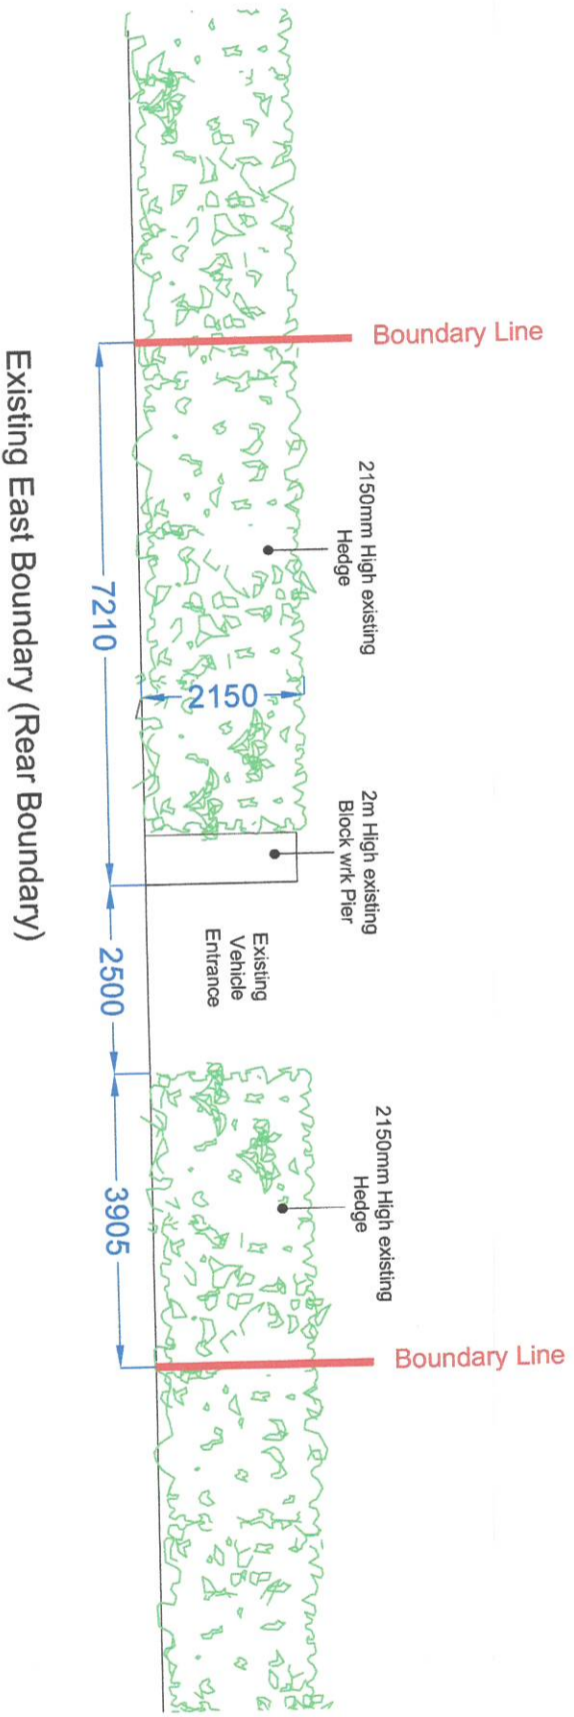 Boundary Line
2150mm High existing
Hedge
2m High existing
Block wrk Pier
2150mm High existing
Hedge
Boundary Line
Existing
Vehicle
Entrance
2150
7210
2500
3905
Existing East Boundary (Rear Boundary)